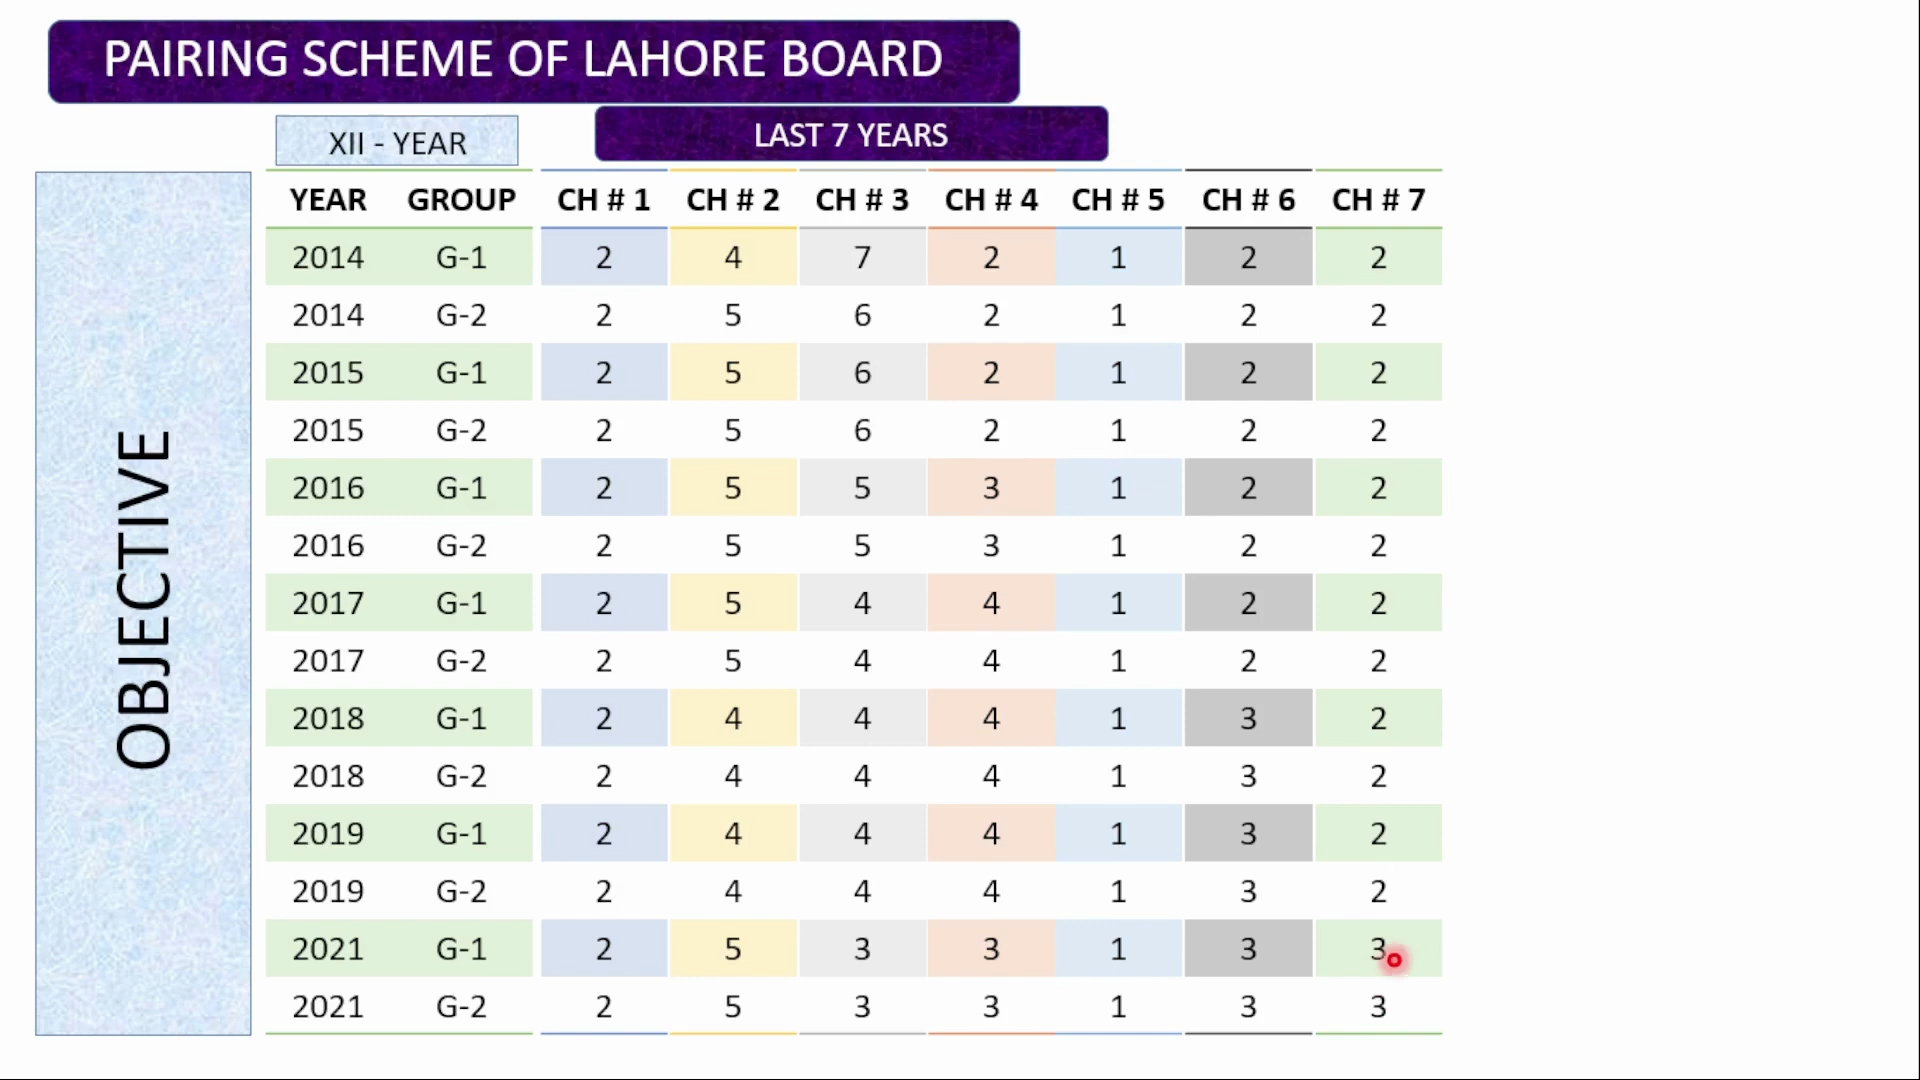 PAIRING SCHEME OF LAHORE BOARD
XII - YEAR
LAST 7 YEARS
OBJECTIVE
YEAR GROUP CH # 1 CH # 2 CH # 3 CH # 4 CH # 5 CH # 6 CH # 7
2014 G-1 2 4 7 2 1 2 2
2014 G-2 2 5 6 2 1 2 2
2015 G-1 2 5 6 2 1 2 2
2015 G-2 2 5 6 2 1 2 2
2016 G-1 2 5 5 3 1 2 2
2016 G-2 2 5 5 3 1 2 2
2017 G-1 2 5 4 4 1 2 2
2017 G-2 2 5 4 4 1 2 2
2018 G-1 2 4 4 4 1 3 2
2018 G-2 2 4 4 4 1 3 2
2019 G-1 2 4 4 4 1 3 2
2019 G-2 2 4 4 4 1 3 2
2021 G-1 2 5 3 3 1 3 3
2021 G-2 2 5 3 3 1 3 3